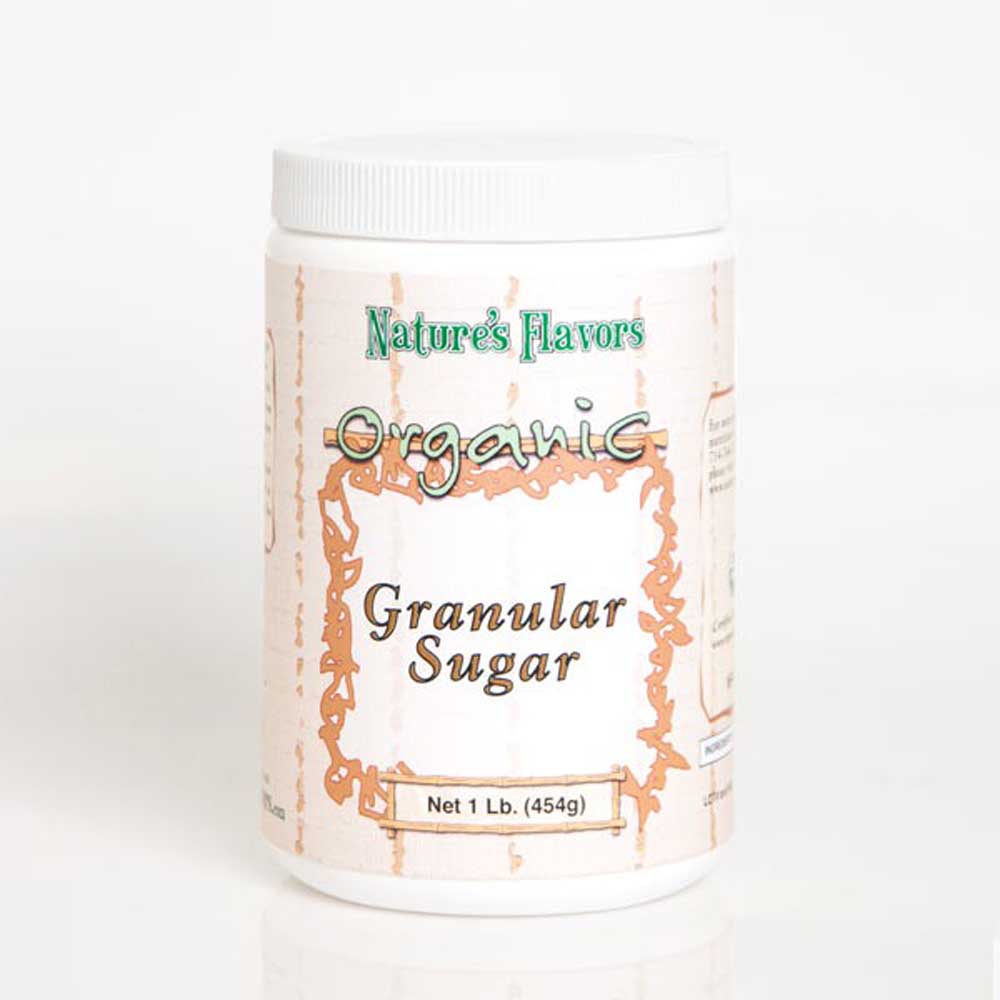 Nature's Flavors
Organic
Granular
Sugar
Net 1 Lb. (454g)